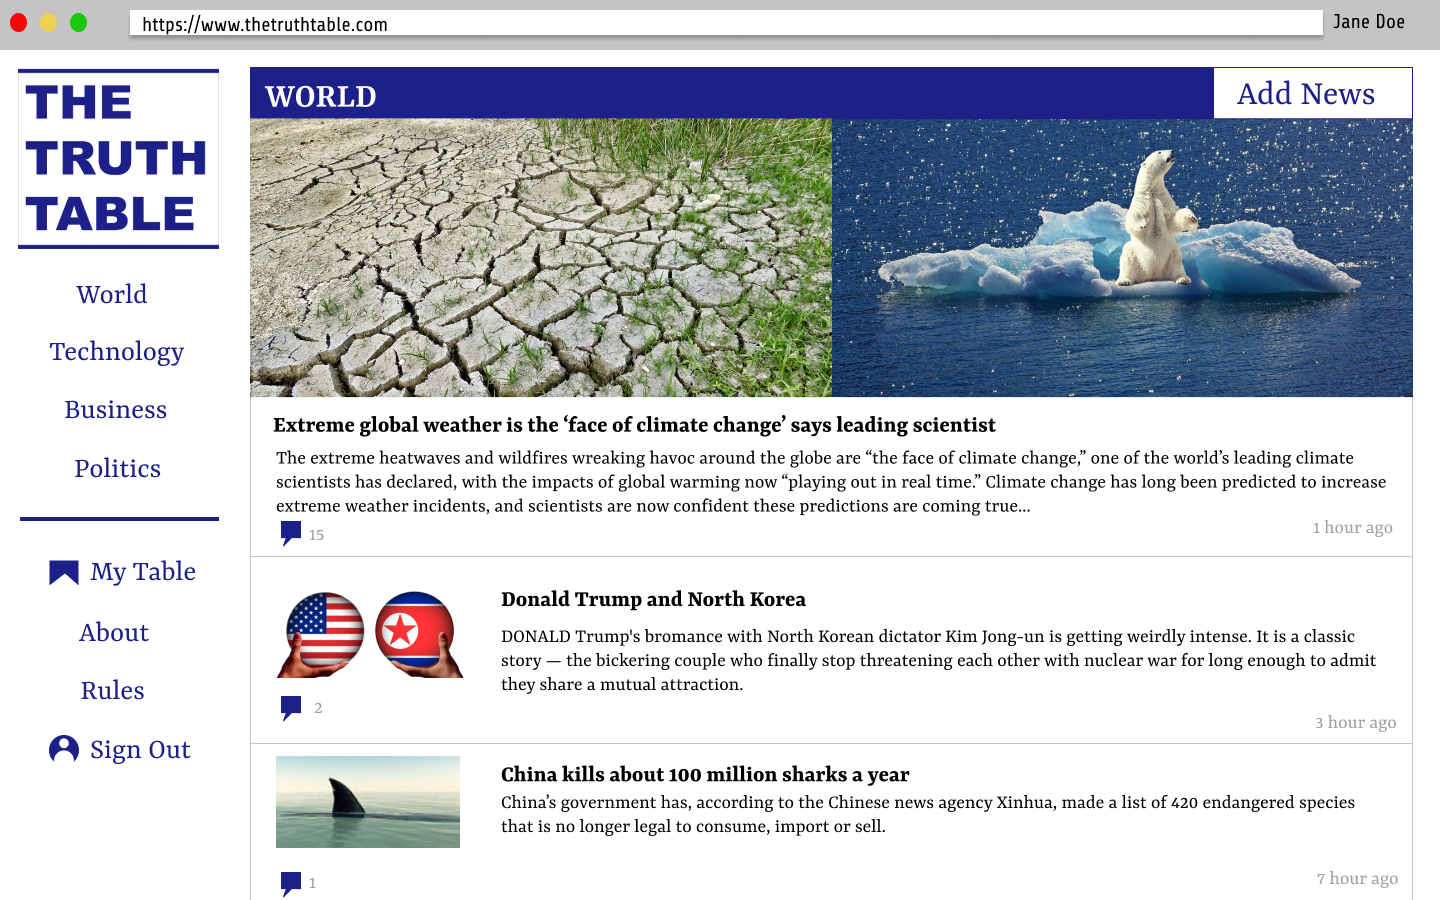 https://www.thetruthtable.com
Jane Doe
THE
TRUTH
TABLE
World
Technology
Business
Politics
My Table
About
Rules
Sign Out
WORLD
Add News
Extreme global weather is the ‘face of climate change’ says leading scientist
The extreme heatwaves and wildfires wreaking havoc around the globe are “the face of climate change,” one of the world’s leading climate
scientists has declared, with the impacts of global warming now “playing out in real time.” Climate change has long been predicted to increase
extreme weather incidents, and scientists are now confident these predictions are coming true...
15
1 hour ago
Donald Trump and North Korea
DONALD Trump's bromance with North Korean dictator Kim Jong-un is getting weirdly intense. It is a classic
story — the bickering couple who finally stop threatening each other with nuclear war for long enough to admit
they share a mutual attraction.
2
3 hour ago
China kills about 100 million sharks a year
China’s government has, according to the Chinese news agency Xinhua, made a list of 420 endangered species
that is no longer legal to consume, import or sell.
1
7 hour ago